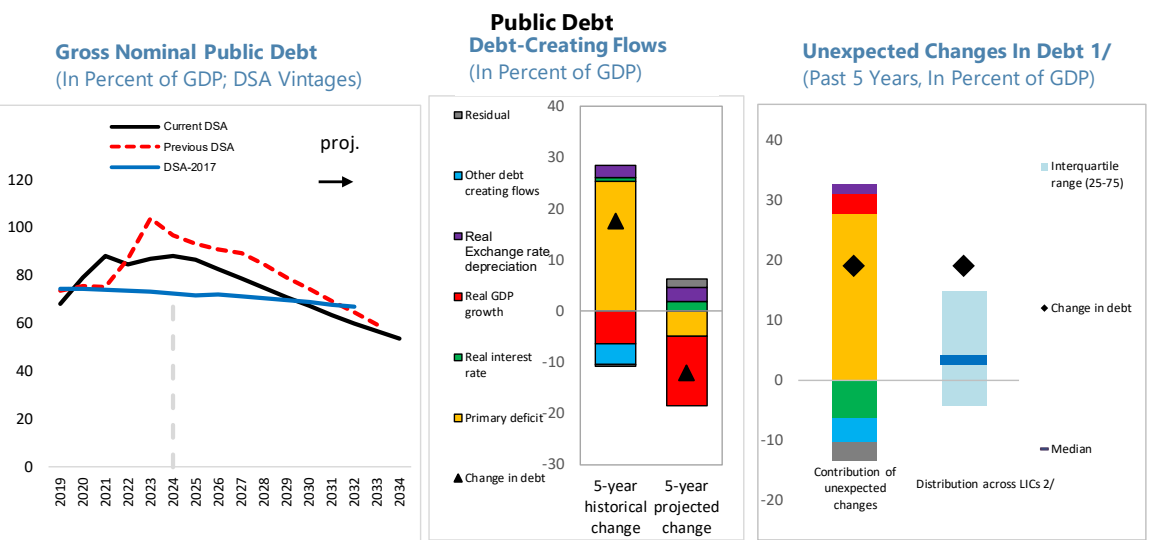 Public Debt
Gross Nominal Public Debt
(In Percent of GDP; DSA Vintages)
Current DSA
Previous DSA
DSA-2017
proj.
120
100
80
60
40
20
0
2019
2020
2021
2022
2023
2024
2025
2026
2027
2028
2029
2030
2031
2032
2033
2034
Debt-Creating Flows
(In Percent of GDP)
Residual
Other debt
creating flows
Real
Exchange rate
depreciation
Real GDP
growth
Real interest
rate
Primary deficit
Change in debt
40
30
20
10
0
-10
-20
-30
5-year
historical
change
5-year
projected
change
Unexpected Changes In Debt 1/
(Past 5 Years, In Percent of GDP)
40
30
20
10
0
-10
-20
Contribution of
unexpected
changes
Distribution across LICs 2/
Interquartile
range (25-75)
Change in debt
Median